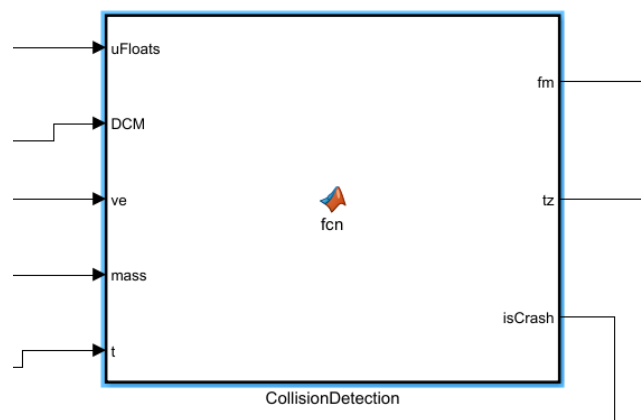 uFloats
fm
DCM
ve
tz
fcn
mass
isCrash
t
CollisionDetection